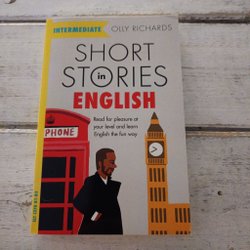 INTERMEDIATE OLLY RICHARDS
SHORT
STORIES
in
ENGLISH
Read for pleasure at
your level and learn
English the fun way
PHONE